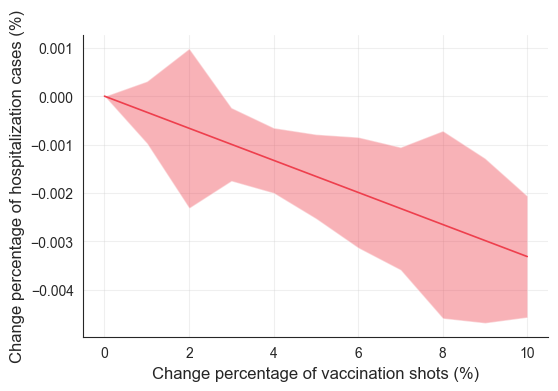 Change percentage of hospitalization cases (%)
0.001
0.000
−0.001
−0.002
−0.003
−0.004
0 2 4 6 8 10
Change percentage of vaccination shots (%)